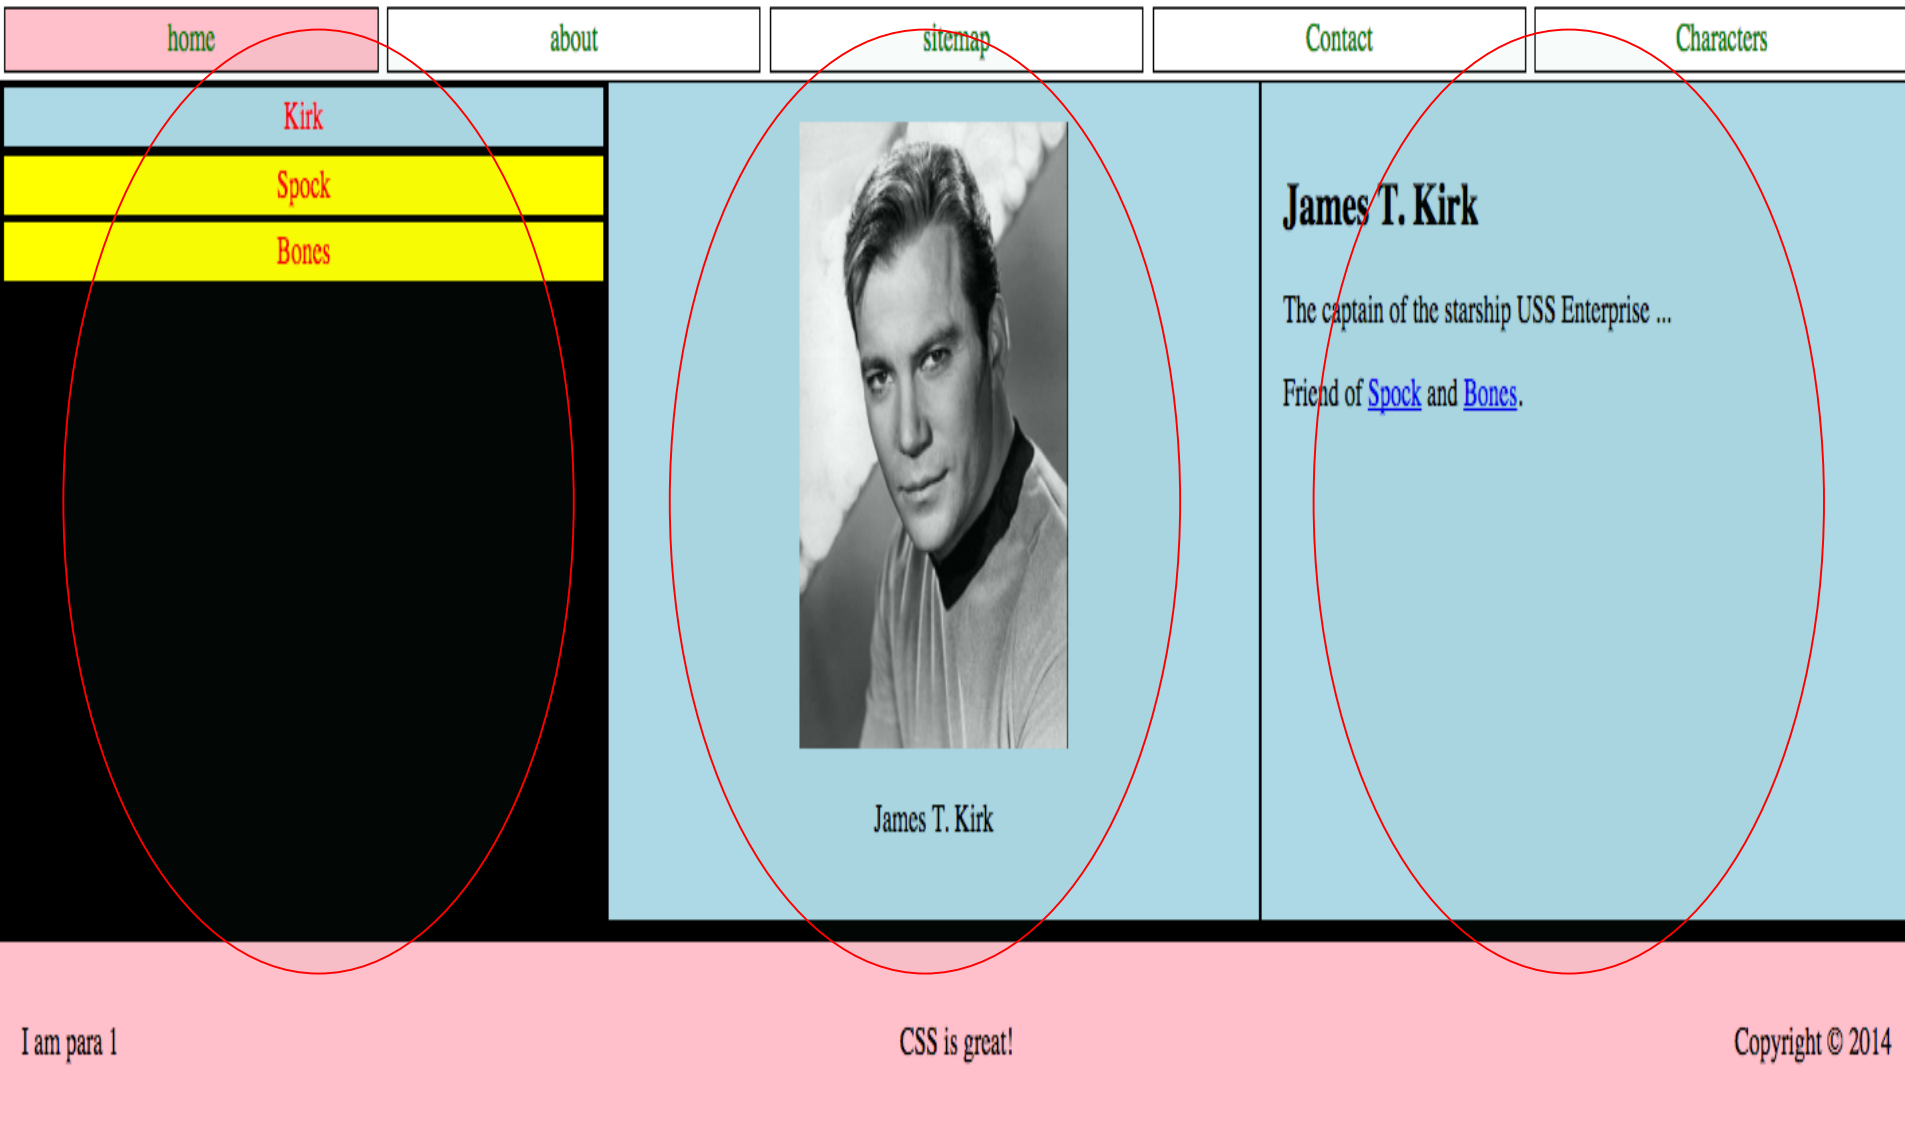 home about sitemap Contact Characters
Kirk
Spock
Bones
James T. Kirk
James T. Kirk
The captain of the starship USS Enterprise ...
Friend of Spock and Bones.
I am para 1 CSS is great! Copyright © 2014